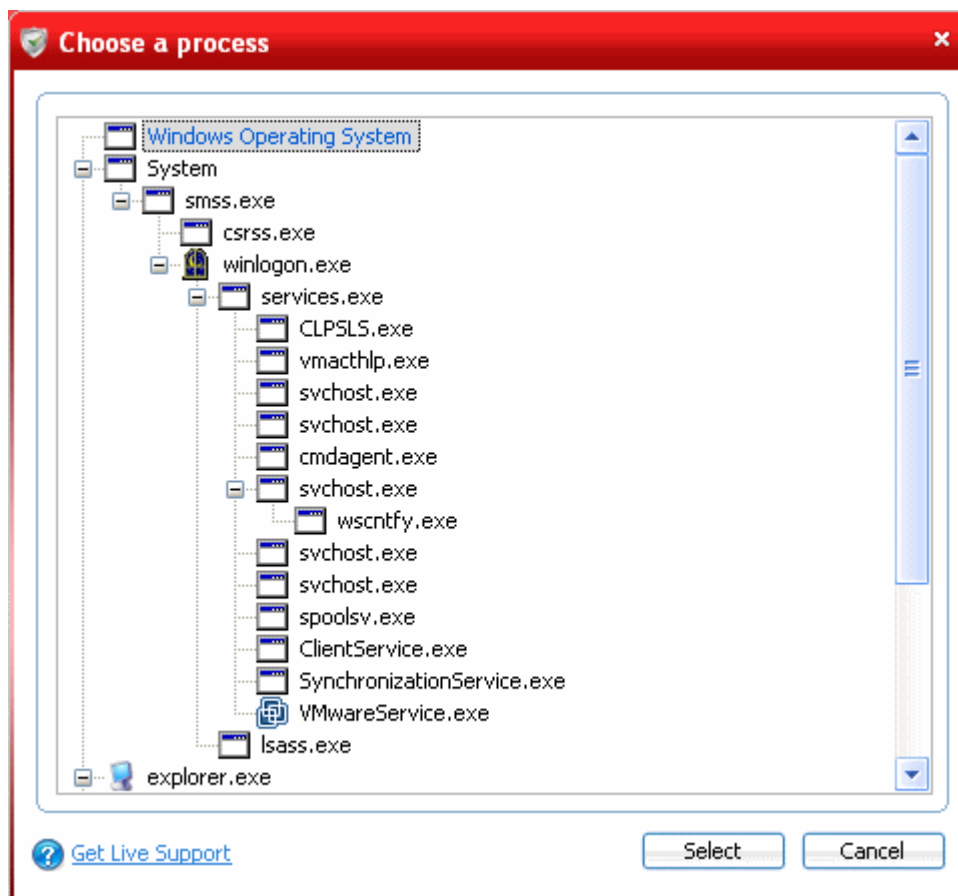 Choose a process
Windows Operating System
System
smss.exe
csrss.exe
winlogon.exe
services.exe
CLPSLS.exe
vmacthlp.exe
svchost.exe
svchost.exe
cmdagent.exe
svchost.exe
wscntfy.exe
svchost.exe
svchost.exe
spoolsv.exe
ClientService.exe
SynchronizationService.exe
VMwareService.exe
lsass.exe
explorer.exe
Get Live Support
Select
Cancel